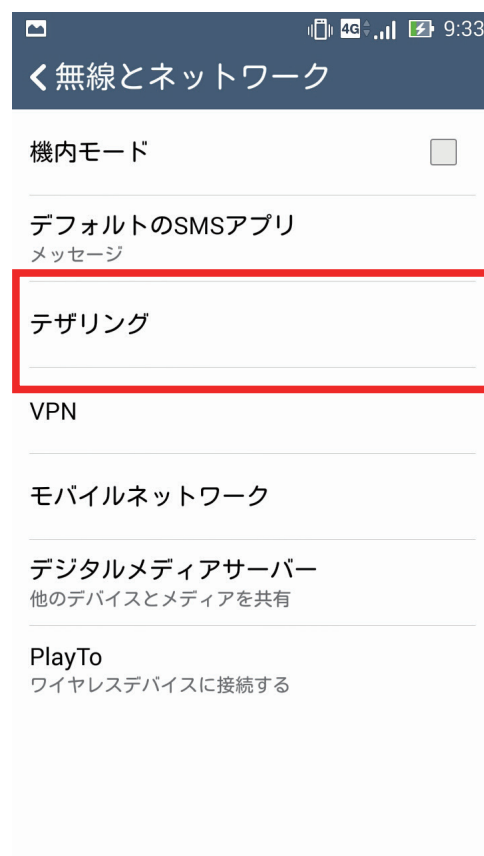 4G 9:33
無線とネットワーク
機内モード
デフォルトのSMSアプリ
メッセージ
テザリング
VPN
モバイルネットワーク
デジタルメディアサーバー
他のデバイスとメディアを共有
PlayTo
ワイヤレスデバイスに接続する